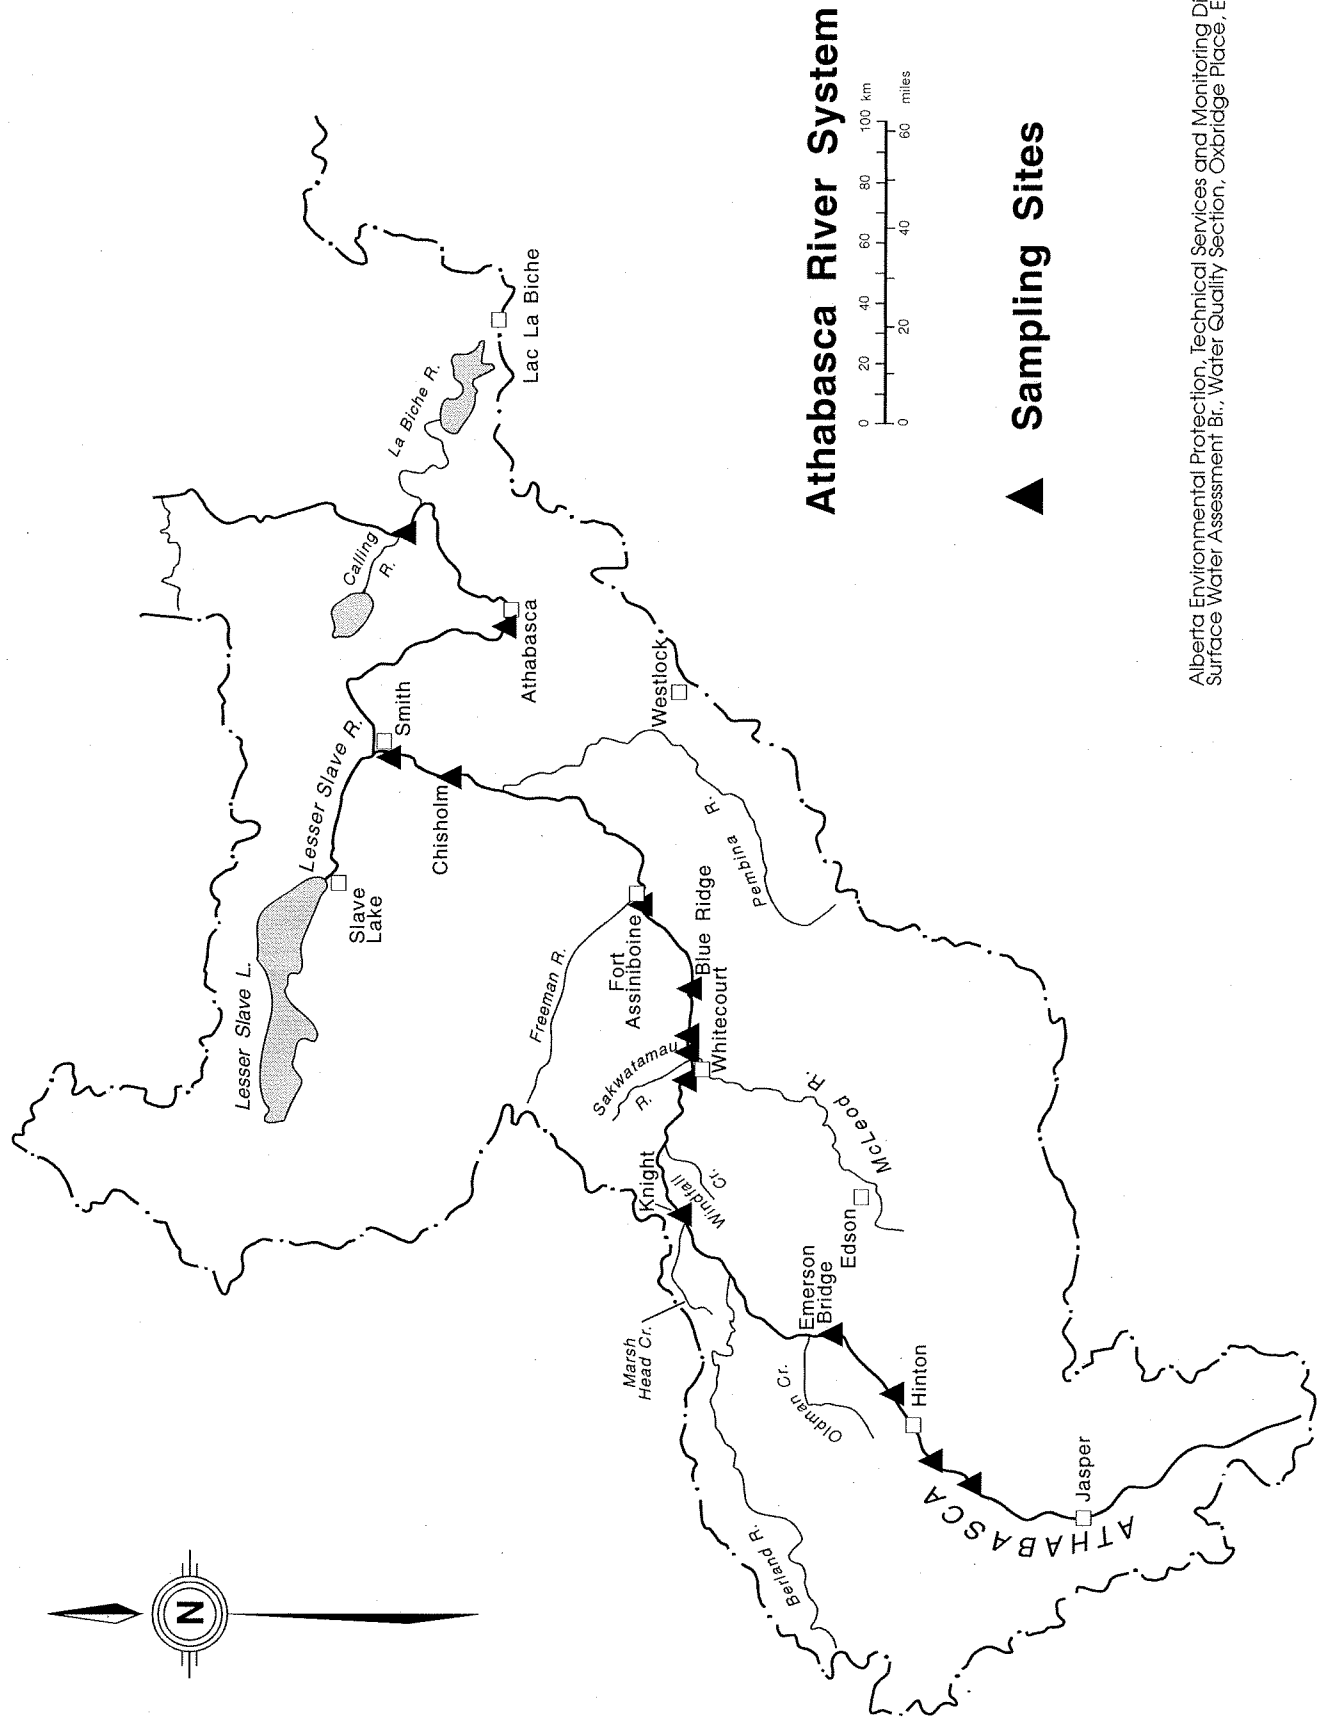 N
Lesser Slave L.
Lesser Slave R.
Slave
Lake
Smith
Chisholm
Calling
R.
La Biche R.
Lac La Biche
Athabasca
Westlock
Pembina R.
Freeman R.
Fort
Assiniboine
Blue Ridge
Whitecourt
Sakwatamau
R.
Knight
Windfall
Cr.
McLeod R.
Edson
Emerson
Bridge
Marsh
Head Cr.
Oldman Cr.
Hinton
Berland R.
Jasper
ATHABASCA
Athabasca River System
0 20 40 60 80 100 km
0 20 40 60 miles
Sampling Sites
Alberta Environmental Protection, Technical Services and Monitoring Di
Surface Water Assessment Br., Water Quality Section, Oxbridge Place, E